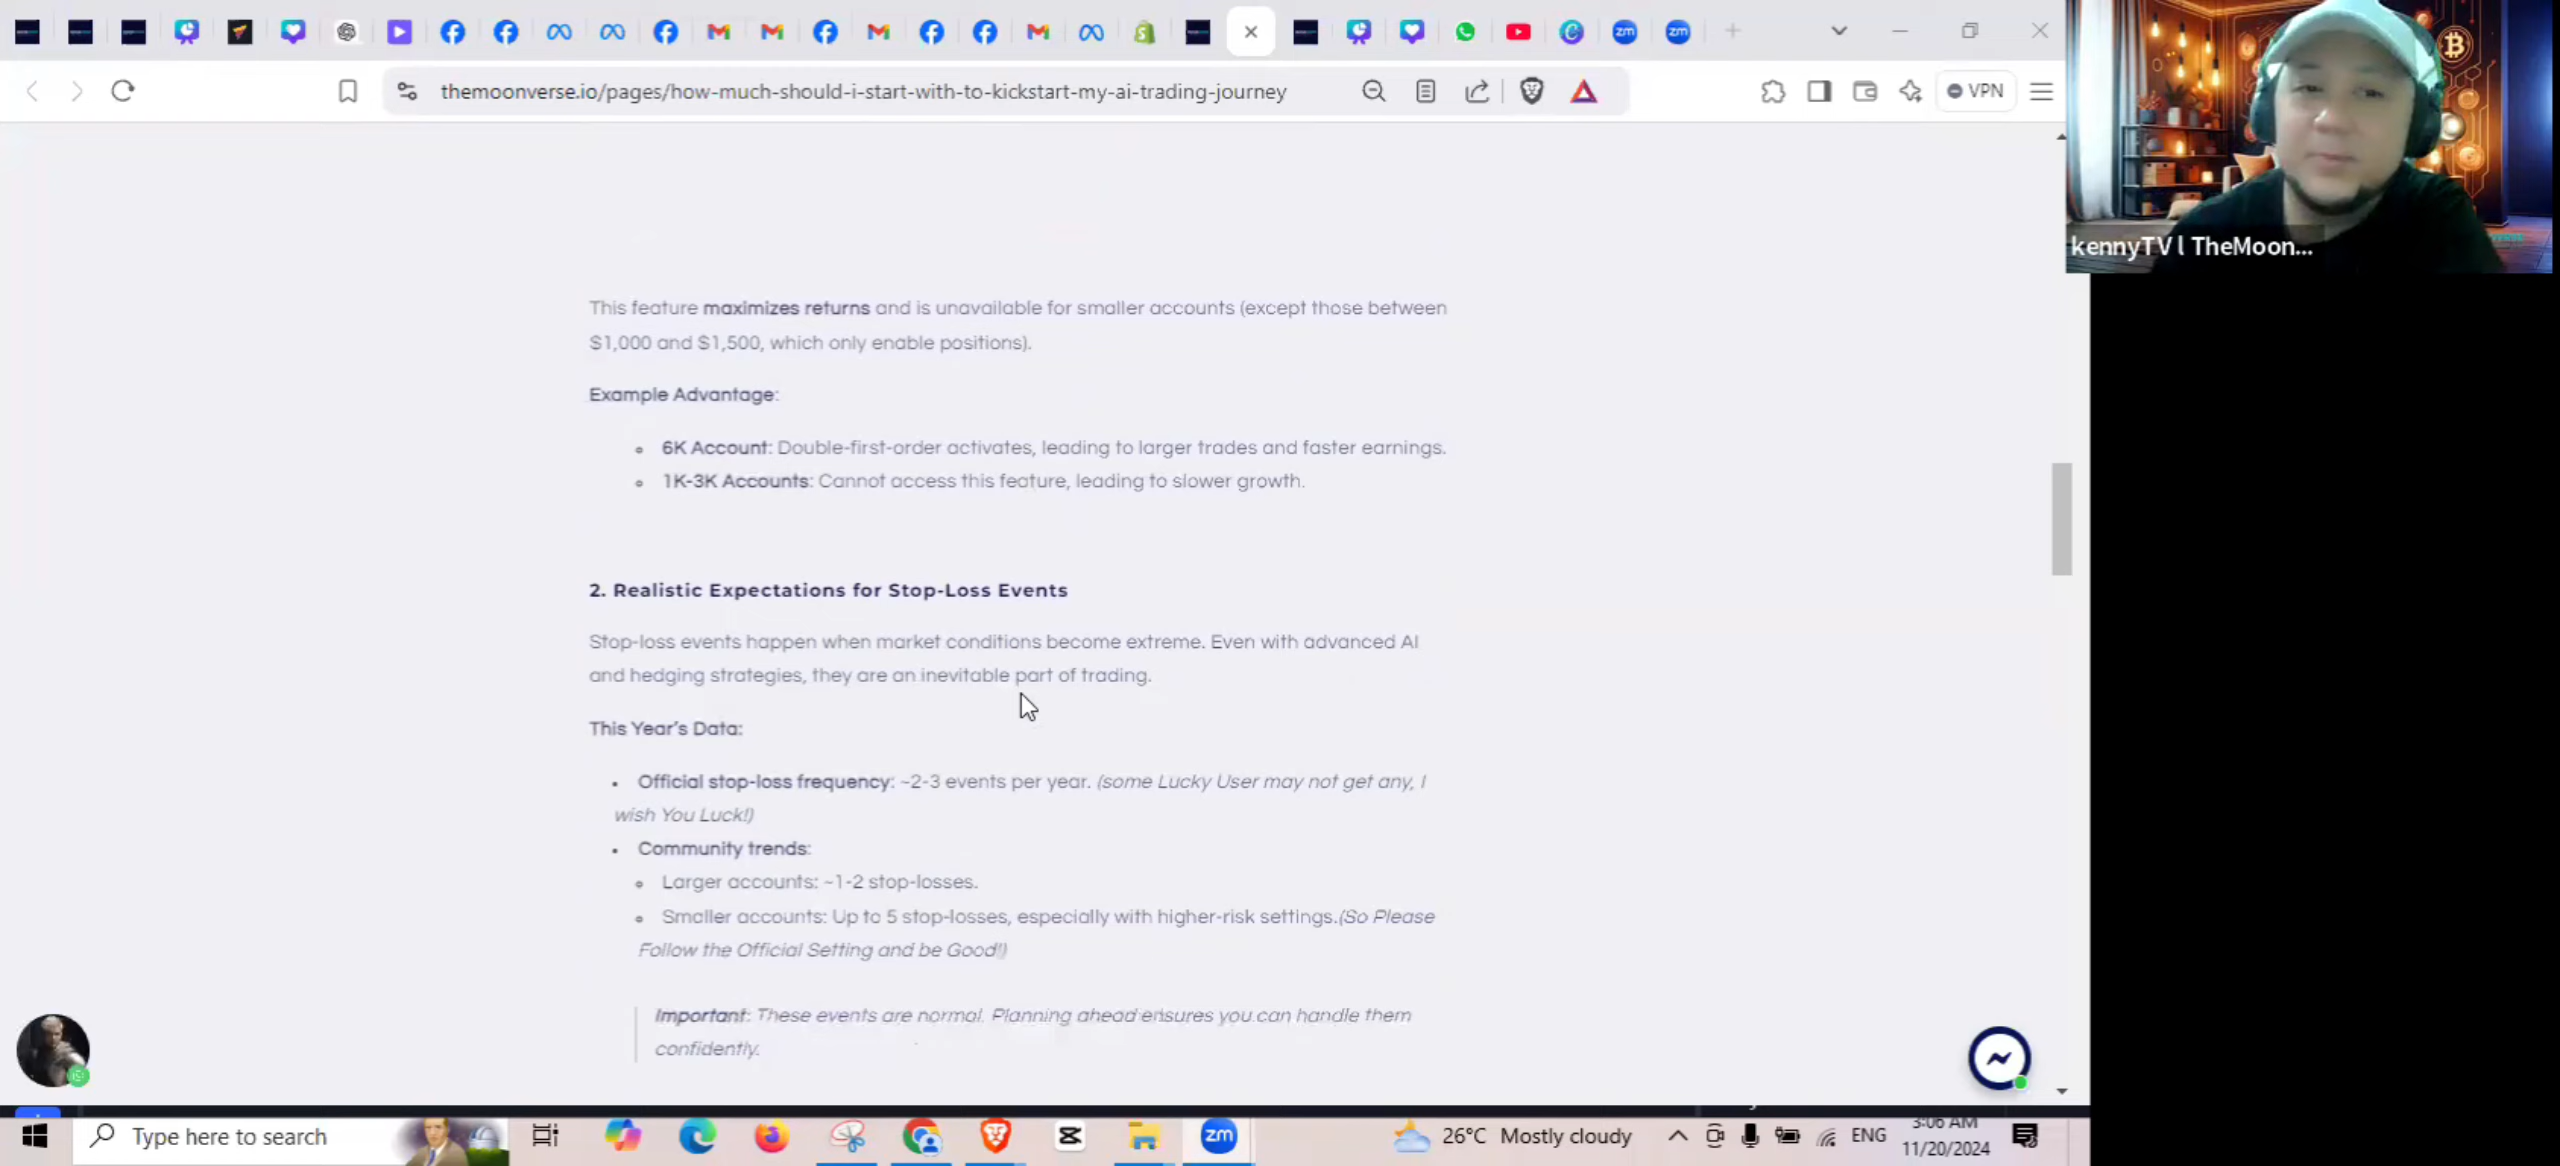 themoonverse.io/pages/how-much-should-i-start-with-to-kickstart-my-ai-trading-journey
VPN
kennyTV l TheMoon...
This feature maximizes returns and is unavailable for smaller accounts (except those between
$1,000 and $1,500, which only enable positions).
Example Advantage:
6K Account: Double-first-order activates, leading to larger trades and faster earnings.
1K-3K Accounts: Cannot access this feature, leading to slower growth.
2. Realistic Expectations for Stop-Loss Events
Stop-loss events happen when market conditions become extreme. Even with advanced AI
and hedging strategies, they are an inevitable part of trading.
This Year's Data:
Official stop-loss frequency: ~2-3 events per year. (some Lucky User may not get any, I
wish You Luck!)
Community trends:
Larger accounts: ~1-2 stop-losses.
Smaller accounts: Up to 5 stop-losses, especially with higher-risk settings.(So Please
Follow the Official Setting and be Good!)
Important: These events are normal. Planning ahead ensures you can handle them
confidently.
Type here to search
zm
26°C Mostly cloudy
ENG
3:06 AM
11/20/2024